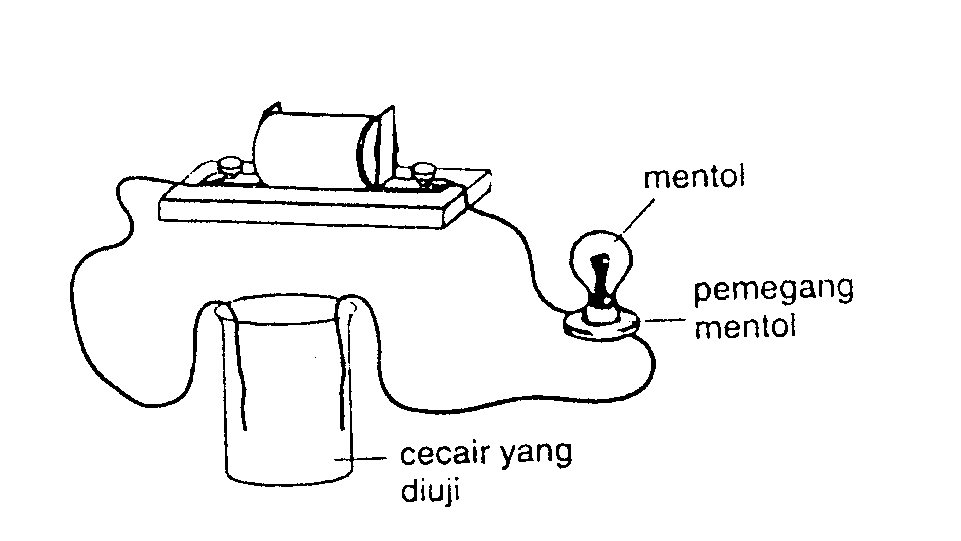 mentol
pemegang
mentol
cecair yang
diuji